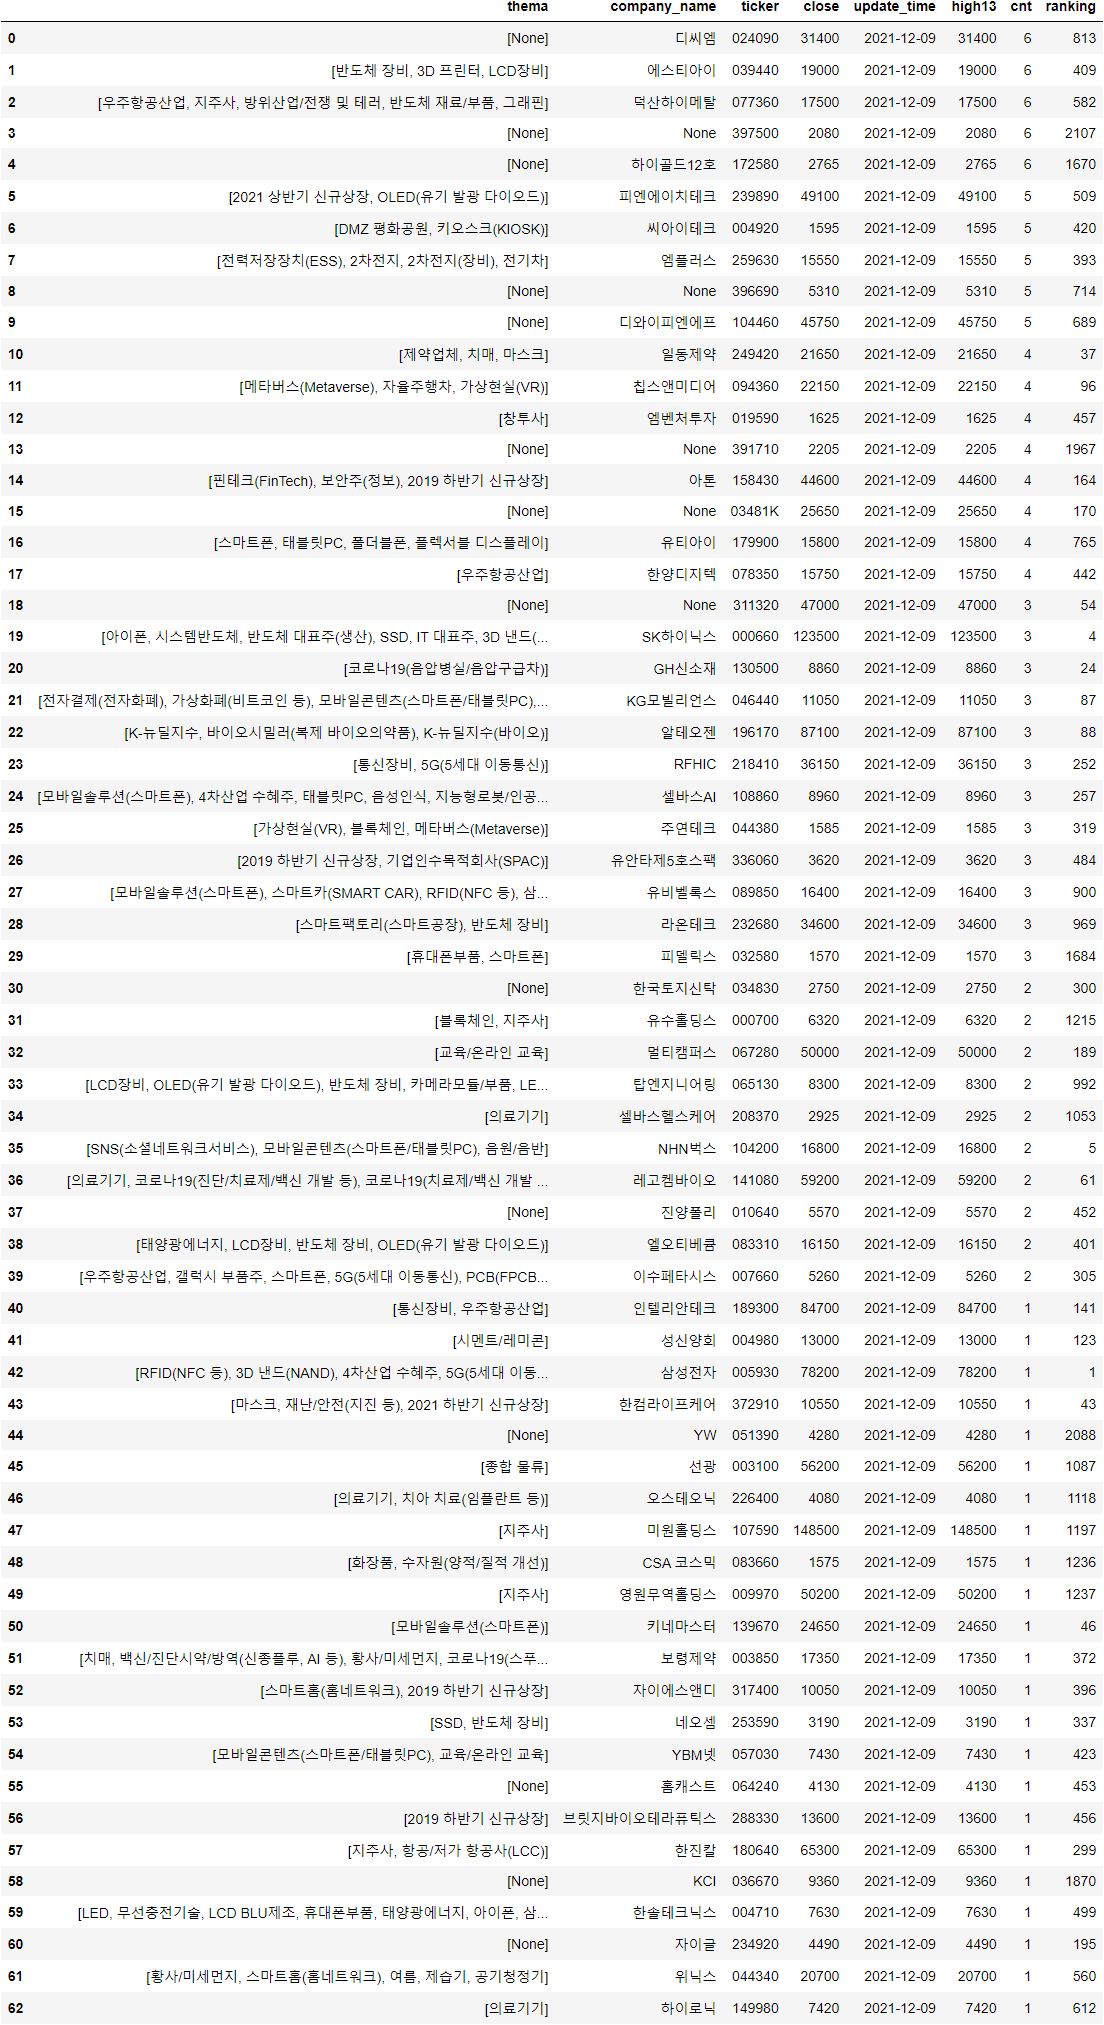 thema company_name ticker close update_time high13 cnt ranking
0 [None] 디씨엠 024090 31400 2021-12-09 31400 6 813
1 [반도체 장비, 3D 프린터, LCD장비] 에스티아이 039440 19000 2021-12-09 19000 6 409
2 [우주항공산업, 지주사, 방위산업/전쟁 및 테러, 반도체 재료/부품, 그래핀] 덕산하이메탈 077360 17500 2021-12-09 17500 6 582
3 [None] None 397500 2080 2021-12-09 2080 6 2107
4 [None] 하이골드12호 172580 2765 2021-12-09 2765 6 1670
5 [2021 상반기 신규상장, OLED(유기 발광 다이오드)] 피엔에이치테크 239890 49100 2021-12-09 49100 5 509
6 [DMZ 평화공원, 키오스크(KIOSK)] 씨아이테크 004920 1595 2021-12-09 1595 5 420
7 [전력저장장치(ESS), 2차전지, 2차전지(장비), 전기차] 엠플러스 259630 15550 2021-12-09 15550 5 393
8 [None] None 396690 5310 2021-12-09 5310 5 714
9 [None] 디와이피엔에프 104460 45750 2021-12-09 45750 5 689
10 [제약업체, 치매, 마스크] 일동제약 249420 21650 2021-12-09 21650 4 37
11 [메타버스(Metaverse), 자율주행차, 가상현실(VR)] 칩스앤미디어 094360 22150 2021-12-09 22150 4 96
12 [창투사] 엠벤처투자 019590 1625 2021-12-09 1625 4 457
13 [None] None 391710 2205 2021-12-09 2205 4 1967
14 [핀테크(FinTech), 보안주(정보), 2019 하반기 신규상장] 아톤 158430 44600 2021-12-09 44600 4 164
15 [None] None 03481K 25650 2021-12-09 25650 4 170
16 [스마트폰, 태블릿PC, 폴더블폰, 플렉서블 디스플레이] 유티아이 179900 15800 2021-12-09 15800 4 765
17 [우주항공산업] 한양디지텍 078350 15750 2021-12-09 15750 4 442
18 [None] None 311320 47000 2021-12-09 47000 3 54
19 [아이폰, 시스템반도체, 반도체 대표주(생산), SSD, IT 대표주, 3D 낸드(... SK하이닉스 000660 123500 2021-12-09 123500 3 4
20 [코로나19(음압병실/음압구급차)] GH신소재 130500 8860 2021-12-09 8860 3 24
21 [전자결제(전자화폐), 가상화폐(비트코인 등), 모바일콘텐츠(스마트폰/태블릿PC),... KG모빌리언스 046440 11050 2021-12-09 11050 3 87
22 [K-뉴딜지수, 바이오시밀러(복제 바이오의약품), K-뉴딜지수(바이오)] 알테오젠 196170 87100 2021-12-09 87100 3 88
23 [통신장비, 5G(5세대 이동통신)] RFHIC 218410 36150 2021-12-09 36150 3 252
24 [모바일솔루션(스마트폰), 4차산업 수혜주, 태블릿PC, 음성인식, 지능형로봇/인공... 셀바스AI 108860 8960 2021-12-09 8960 3 257
25 [가상현실(VR), 블록체인, 메타버스(Metaverse)] 주연테크 044380 1585 2021-12-09 1585 3 319
26 [2019 하반기 신규상장, 기업인수목적회사(SPAC)] 유안타제5호스팩 336060 3620 2021-12-09 3620 3 484
27 [모바일솔루션(스마트폰), 스마트카(SMART CAR), RFID(NFC 등), 삼... 유비벨록스 089850 16400 2021-12-09 16400 3 900
28 [스마트팩토리(스마트공장), 반도체 장비] 라온테크 232680 34600 2021-12-09 34600 3 969
29 [휴대폰부품, 스마트폰] 피델릭스 032580 1570 2021-12-09 1570 3 1684
30 [None] 한국토지신탁 034830 2750 2021-12-09 2750 2 300
31 [블록체인, 지주사] 유수홀딩스 000700 6320 2021-12-09 6320 2 1215
32 [교육/온라인 교육] 멀티캠퍼스 067280 50000 2021-12-09 50000 2 189
33 [LCD장비, OLED(유기 발광 다이오드), 반도체 장비, 카메라모듈/부품, LE... 탑엔지니어링 065130 8300 2021-12-09 8300 2 992
34 [의료기기] 셀바스헬스케어 208370 2925 2021-12-09 2925 2 1053
35 [SNS(소셜네트워크서비스), 모바일콘텐츠(스마트폰/태블릿PC), 음원/음반] NHN벅스 104200 16800 2021-12-09 16800 2 5
36 [의료기기, 코로나19(진단/치료제/백신 개발 등), 코로나19(치료제/백신 개발 ... 레고켐바이오 141080 59200 2021-12-09 59200 2 61
37 [None] 진양폴리 010640 5570 2021-12-09 5570 2 452
38 [태양광에너지, LCD장비, 반도체 장비, OLED(유기 발광 다이오드)] 엘오티베큠 083310 16150 2021-12-09 16150 2 401
39 [우주항공산업, 갤럭시 부품주, 스마트폰, 5G(5세대 이동통신), PCB(FPCB... 이수페타시스 007660 5260 2021-12-09 5260 2 305
40 [통신장비, 우주항공산업] 인텔리안테크 189300 84700 2021-12-09 84700 1 141
41 [시멘트/레미콘] 성신양회 004980 13000 2021-12-09 13000 1 123
42 [RFID(NFC 등), 3D 낸드(NAND), 4차산업 수혜주, 5G(5세대 이동... 삼성전자 005930 78200 2021-12-09 78200 1 1
43 [마스크, 재난/안전(지진 등), 2021 하반기 신규상장] 한컴라이프케어 372910 10550 2021-12-09 10550 1 43
44 [None] YW 051390 4280 2021-12-09 4280 1 2088
45 [종합 물류] 선광 003100 56200 2021-12-09 56200 1 1087
46 [의료기기, 치아 치료(임플란트 등)] 오스테오닉 226400 4080 2021-12-09 4080 1 1118
47 [지주사] 미원홀딩스 107590 148500 2021-12-09 148500 1 1197
48 [화장품, 수자원(양적/질적 개선)] CSA 코스믹 083660 1575 2021-12-09 1575 1 1236
49 [지주사] 영원무역홀딩스 009970 50200 2021-12-09 50200 1 1237
50 [모바일솔루션(스마트폰)] 키네마스터 139670 24650 2021-12-09 24650 1 46
51 [치매, 백신/진단시약/방역(신종플루, AI 등), 황사/미세먼지, 코로나19(스푸... 보령제약 003850 17350 2021-12-09 17350 1 372
52 [스마트홈(홈네트워크), 2019 하반기 신규상장] 자이에스앤디 317400 10050 2021-12-09 10050 1 396
53 [SSD, 반도체 장비] 네오셈 253590 3190 2021-12-09 3190 1 337
54 [모바일콘텐츠(스마트폰/태블릿PC), 교육/온라인 교육] YBM넷 057030 7430 2021-12-09 7430 1 423
55 [None] 홈캐스트 064240 4130 2021-12-09 4130 1 453
56 [2019 하반기 신규상장] 브릿지바이오테라퓨틱스 288330 13600 2021-12-09 13600 1 456
57 [지주사, 항공/저가 항공사(LCC)] 한진칼 180640 65300 2021-12-09 65300 1 299
58 [None] KCI 036670 9360 2021-12-09 9360 1 1870
59 [LED, 무선충전기술, LCD BLU제조, 휴대폰부품, 태양광에너지, 아이폰, 삼... 한솔테크닉스 004710 7630 2021-12-09 7630 1 499
60 [None] 자이글 234920 4490 2021-12-09 4490 1 195
61 [황사/미세먼지, 스마트홈(홈네트워크), 여름, 제습기, 공기청정기] 위닉스 044340 20700 2021-12-09 20700 1 560
62 [의료기기] 하이로닉 149980 7420 2021-12-09 7420 1 612